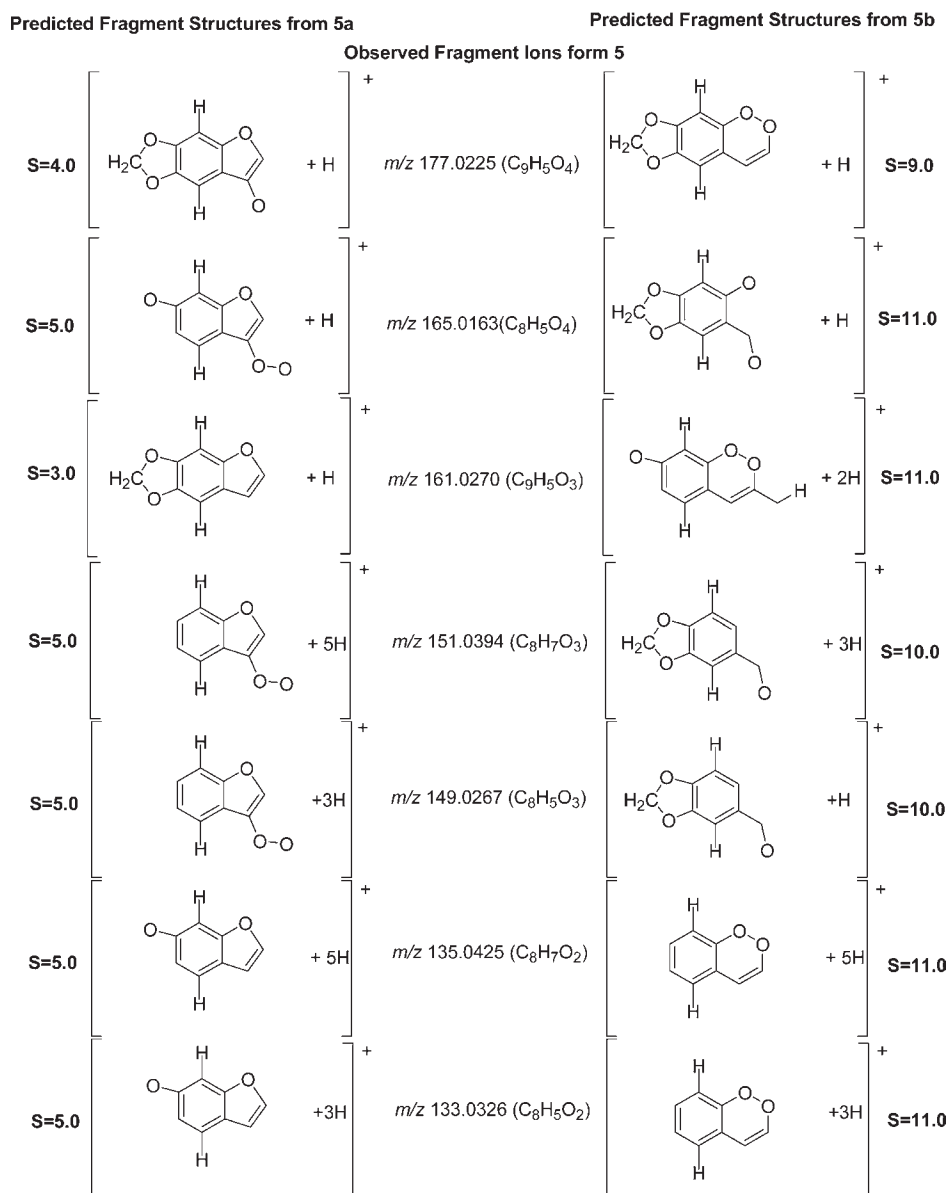 Predicted Fragment Structures from 5a
Predicted Fragment Structures from 5b
Observed Fragment Ions form 5
S=4.0
H
O
O
H2C
O
H
O
+ H
+
m/z 177.0225 (C9H5O4)
H
O
O
O
H2C
O
H
+ H
+
S=9.0
S=5.0
H
O
O
H
O-O
+ H
+
m/z 165.0163(C8H5O4)
H
O
O
H2C
O
H
O
+ H
+
S=11.0
S=3.0
H
O
O
H2C
O
H
+ H
+
m/z 161.0270 (C9H5O3)
H
O
O
O
H
H
+ 2H
+
S=11.0
S=5.0
H
O
H
O-O
+ 5H
+
m/z 151.0394 (C8H7O3)
H
O
H2C
O
H
O
+ 3H
+
S=10.0
S=5.0
H
O
H
O-O
+3H
+
m/z 149.0267 (C8H5O3)
H
O
H2C
O
H
O
+H
+
S=10.0
S=5.0
H
O
O
H
+ 5H
+
m/z 135.0425 (C8H7O2)
H
O
O
H
+ 5H
+
S=11.0
S=5.0
H
O
O
H
+3H
+
m/z 133.0326 (C8H5O2)
H
O
O
H
+3H
+
S=11.0